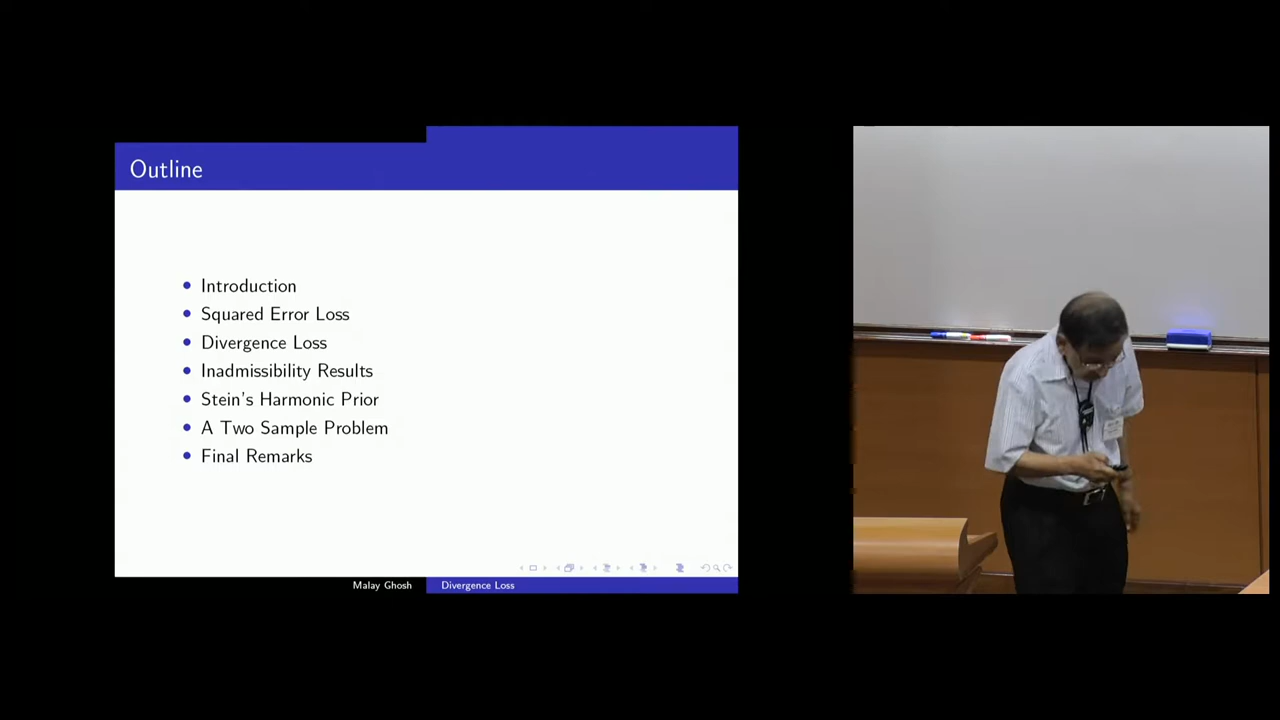 Outline
Introduction
Squared Error Loss
Divergence Loss
Inadmissibility Results
Stein's Harmonic Prior
A Two Sample Problem
Final Remarks
Malay Ghosh
Divergence Loss